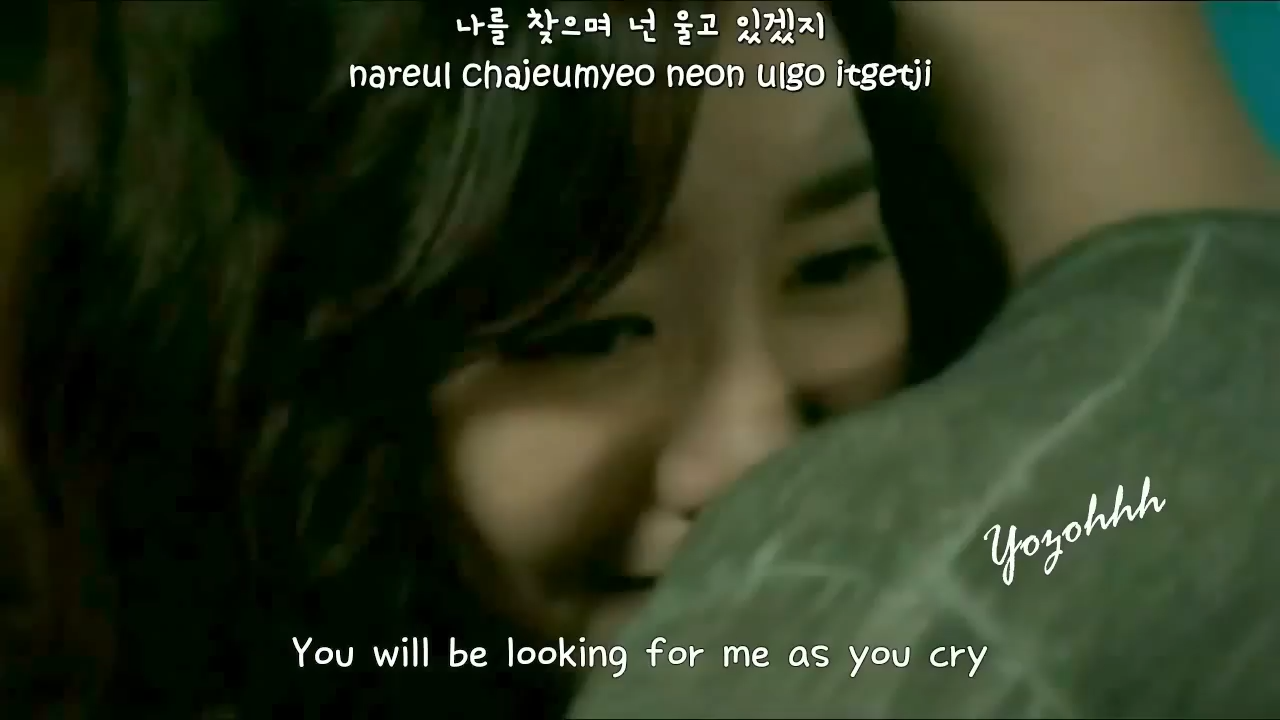 나를 찾으며 넌 울고 있겠지
nareul chajeumyeo neon ulgo itgetji
Yozohhh
You will be looking for me as you cry